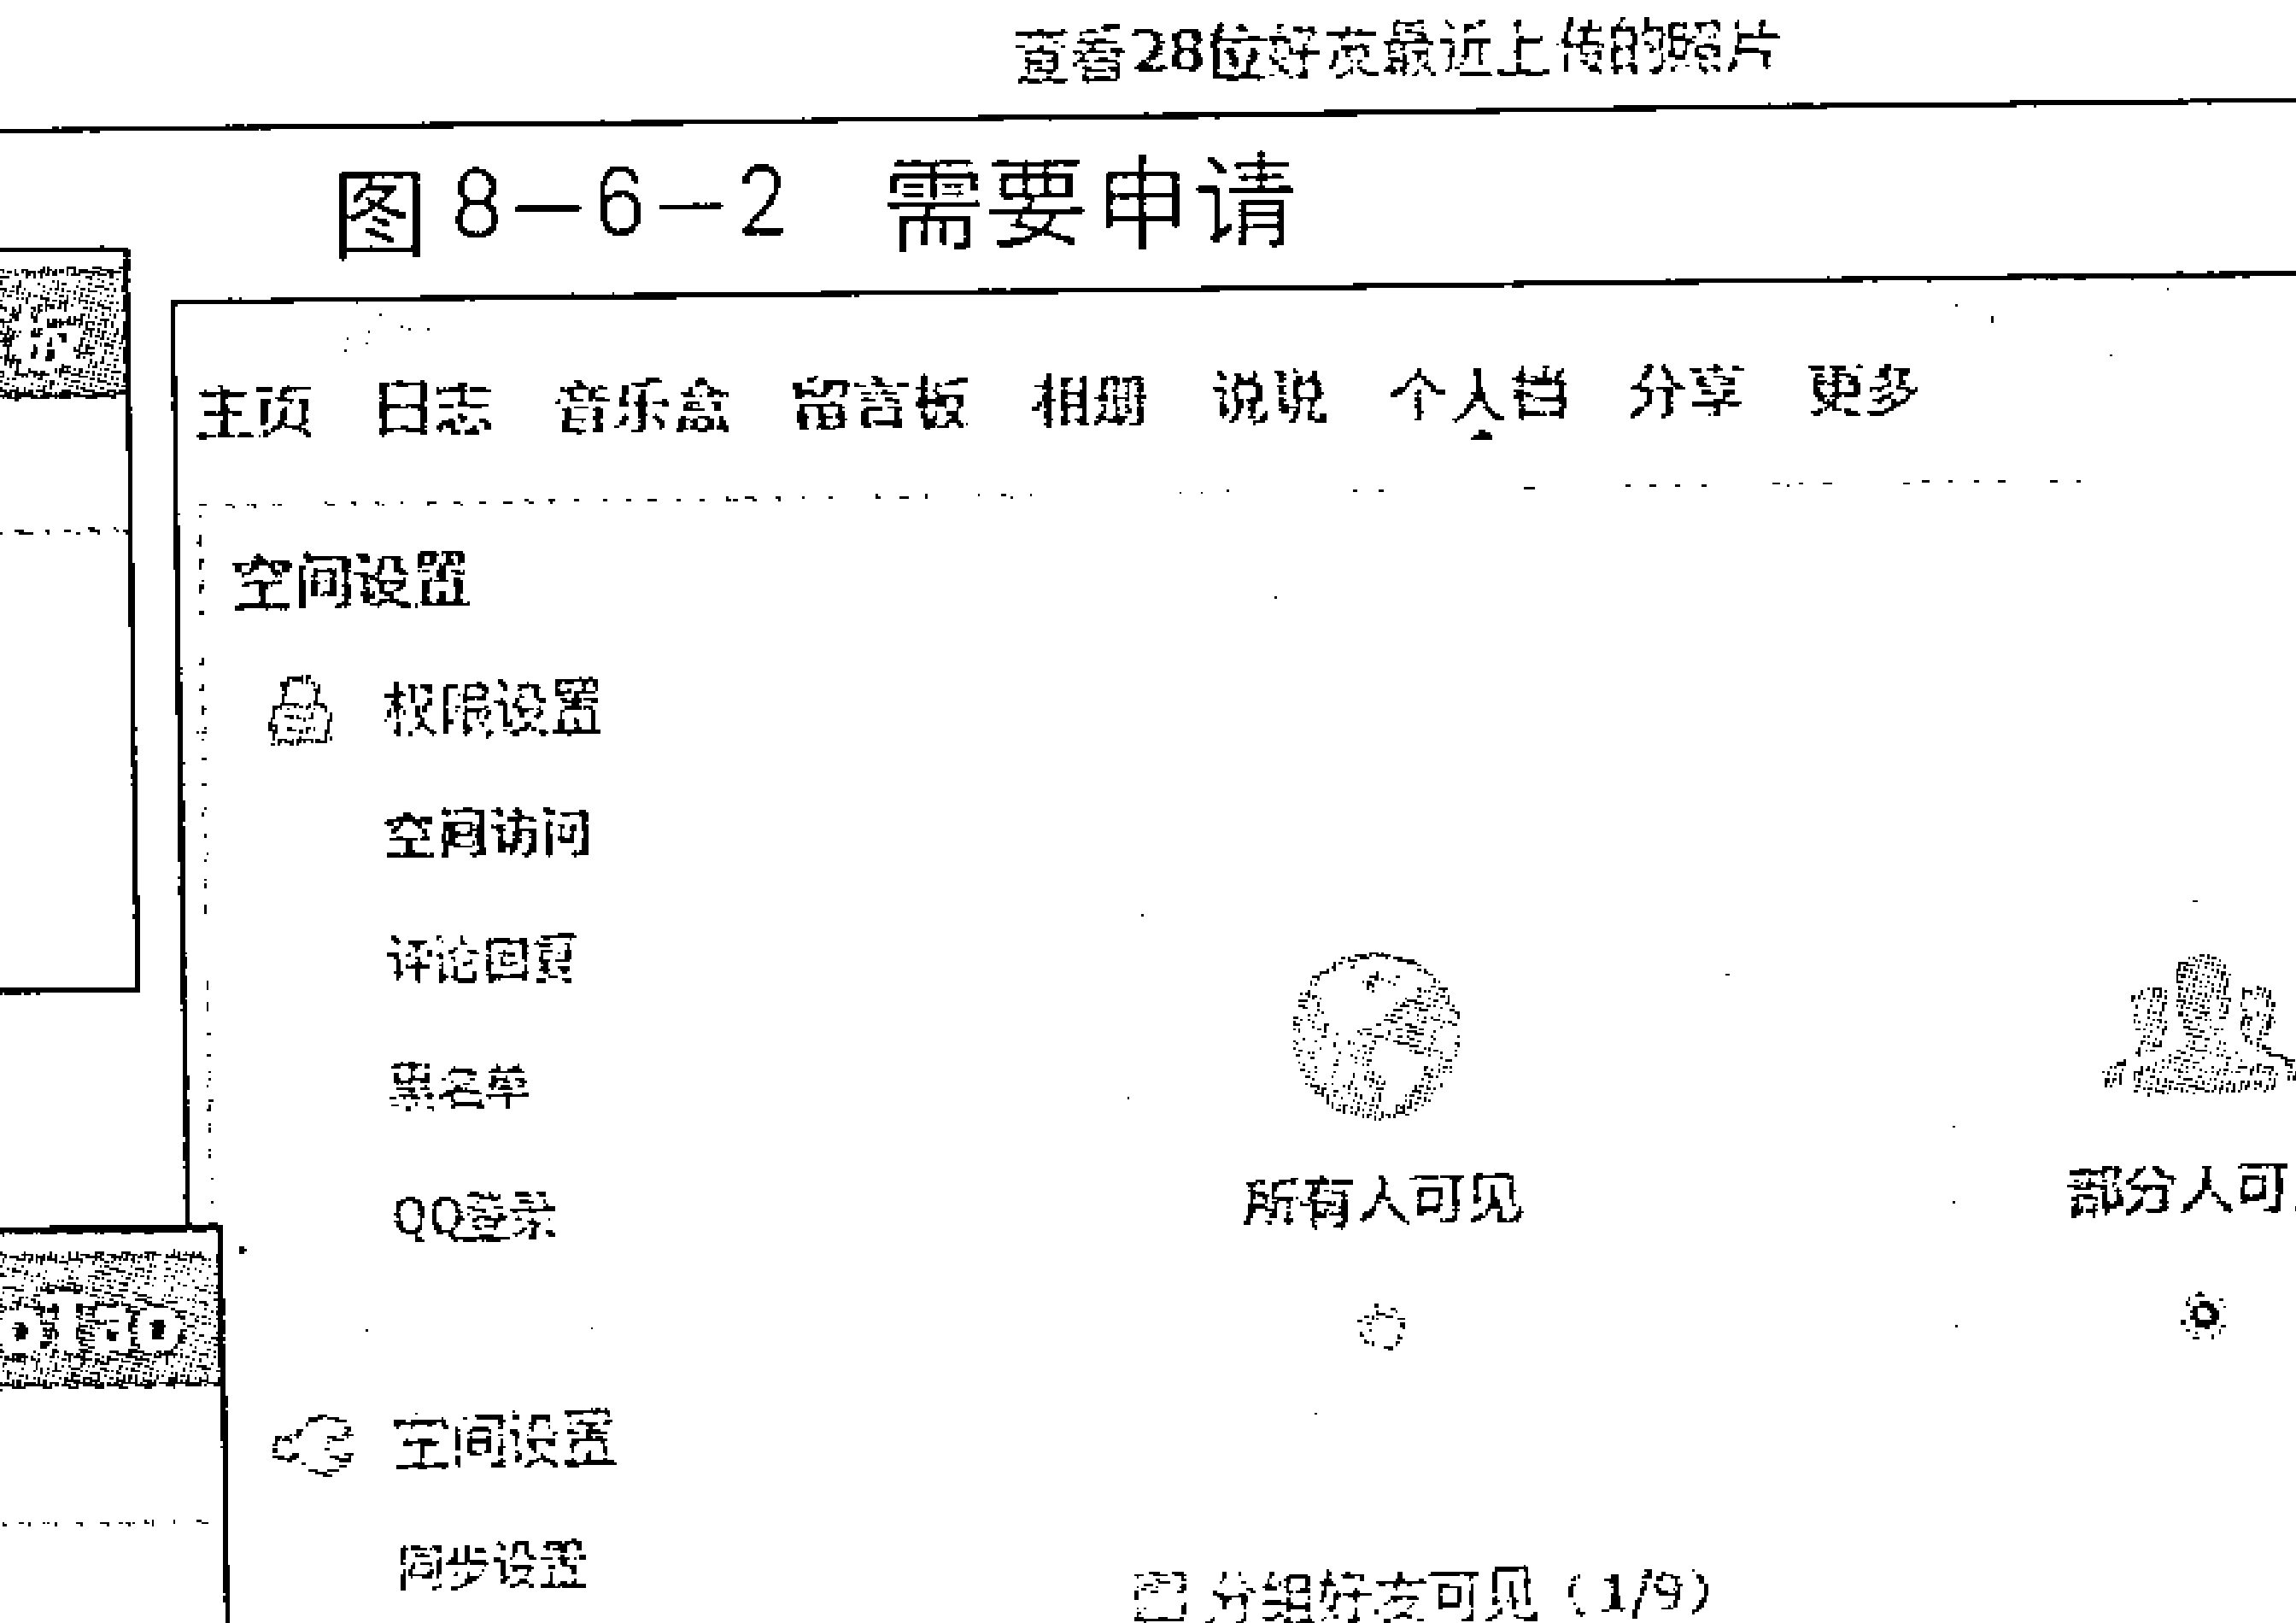 查看28位好友最近上传的照片
图8-6-2 需要申请
主页 日志 音乐盒 留言板 相册 说说 个人档 分享 更多
空间设置
权限设置
空间访问
评论回复
黑名单
QQ登录
所有人可见
部分人可
空间设置
同步设置
分组好友可见（1/9）